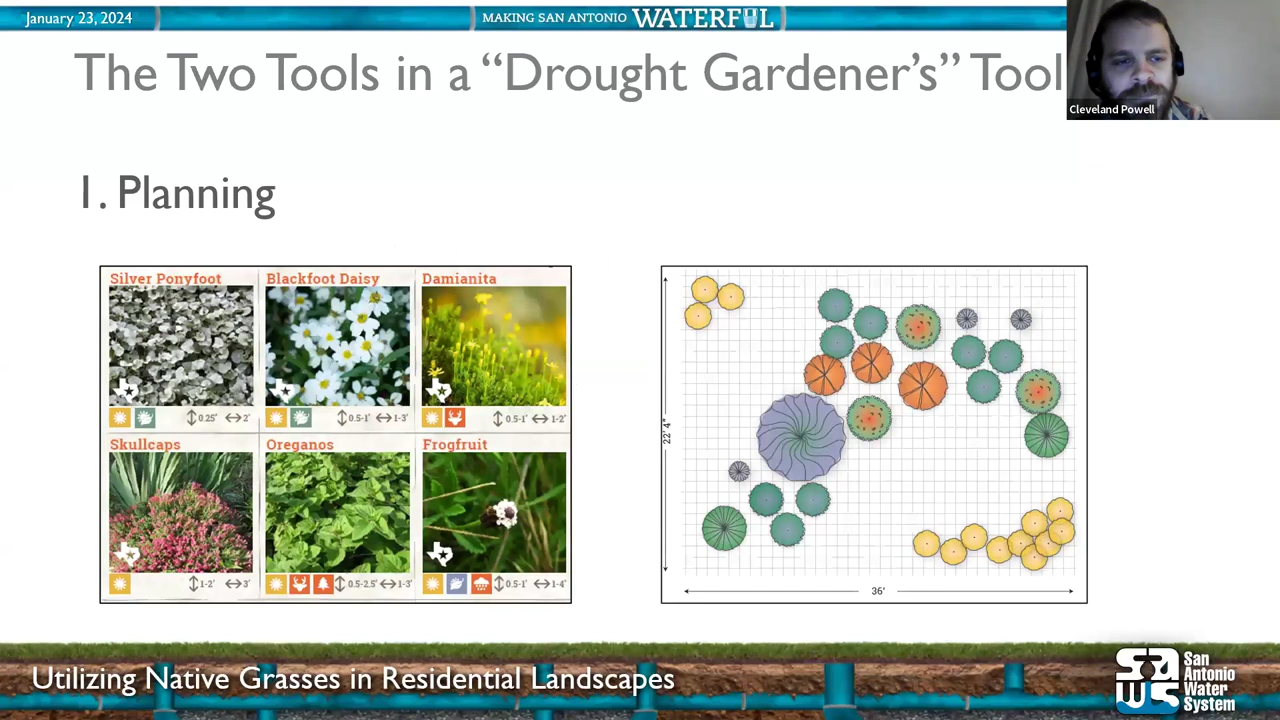 January 23, 2024
MAKING SAN ANTONIO WATERFUL
The Two Tools in a “Drought Gardener’s” Tool
Cleveland Powell
1. Planning
Silver Ponyfoot
Blackfoot Daisy
Damianita
0.25' 2'
0.5-1' 1-3'
0.5-1' 1-2'
Skullcaps
Oreganos
Frogfruit
1-2' 3'
0.5-2.5' 1-3'
0.5-1' 1-4'
22' 4"
36'
Utilizing Native Grasses in Residential Landscapes
SAWS
San
Antonio
Water
System